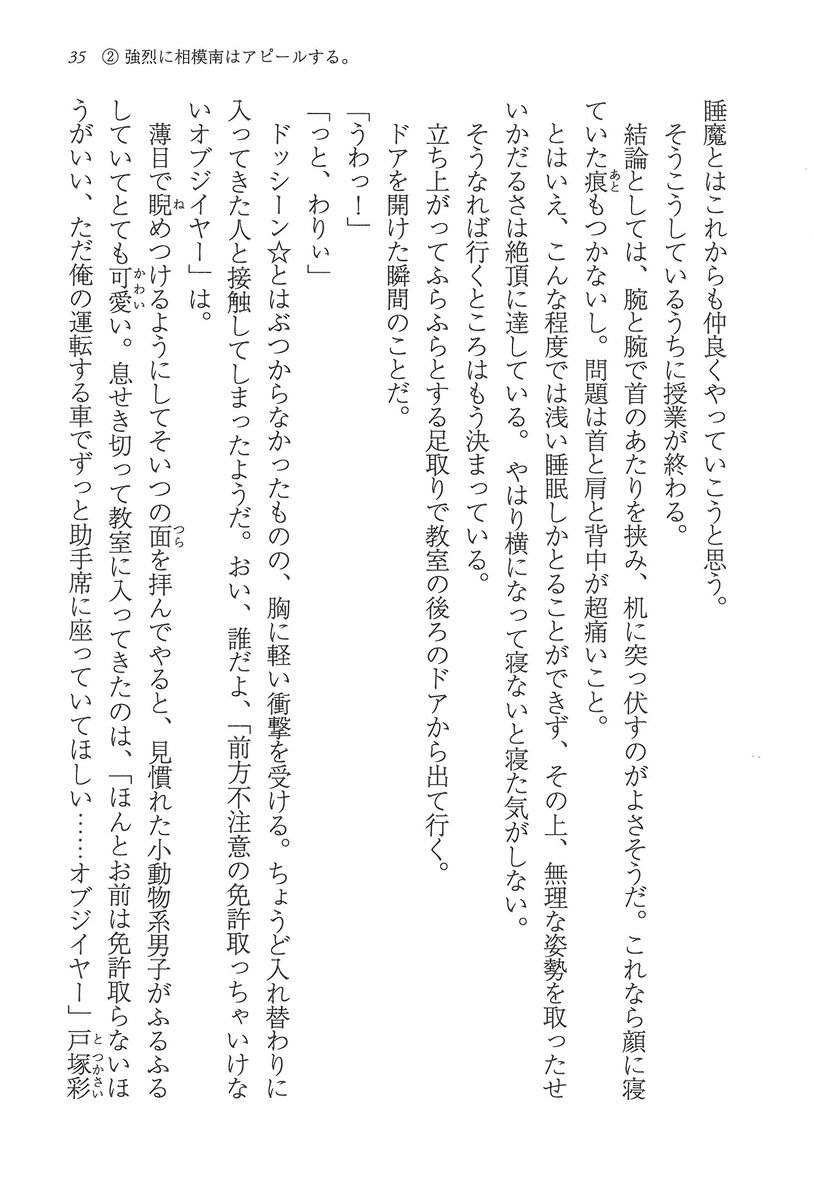 35　② 強烈に相模南はアピールする。
睡魔とはこれからも仲良くやっていこうと思う。
そうこうしているうちに授業が終わる。
結論としては、腕と腕で首のあたりを挟み、机に突っ伏すのがよさそうだ。これなら顔に寝
ていた痕もつかないし。問題は首と肩と背中が超痛いこと。
とはいえ、こんな程度では浅い睡眠しかとることができず、その上、無理な姿勢を取ったせ
いかだるさは絶頂に達している。やはり横になって寝ないと寝た気がしない。
そうなれば行くところはもう決まっている。
立ち上がってふらふらとする足取りで教室の後ろのドアから出て行く。
ドアを開けた瞬間のことだ。
「うわっ！」
「っと、わりぃ」
ドッシーン☆とはぶつからなかったものの、胸に軽い衝撃を受ける。ちょうど入れ替わりに
入ってきた人と接触してしまったようだ。おい、誰だよ、「前方不注意の免許取っちゃいけな
いオブジイヤー」は。
薄目で睨めつけるようにしてそいつの面を拝んでやると、見慣れた小動物系男子がふるふる
していてとても可愛い。息せき切って教室に入ってきたのは、「ほんとお前は免許取らないほ
うがいい、ただ俺の運転する車でずっと助手席に座っていてほしい……オブジイヤー」戸塚彩